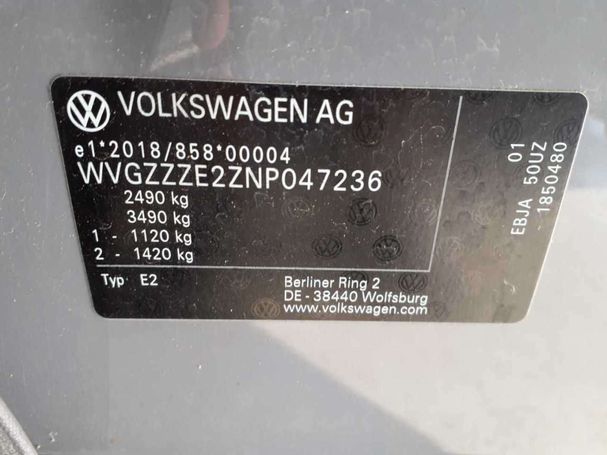 VOLKSWAGEN AG
e1*2018/858*00004
WVGZZZE2ZNP047236
2490 kg
3490 kg
1 - 1120 kg
2 - 1420 kg
Typ E2
Berliner Ring 2
DE - 38440 Wolfsburg
www.volkswagen.com
01
EBJA 50UZ
1850480